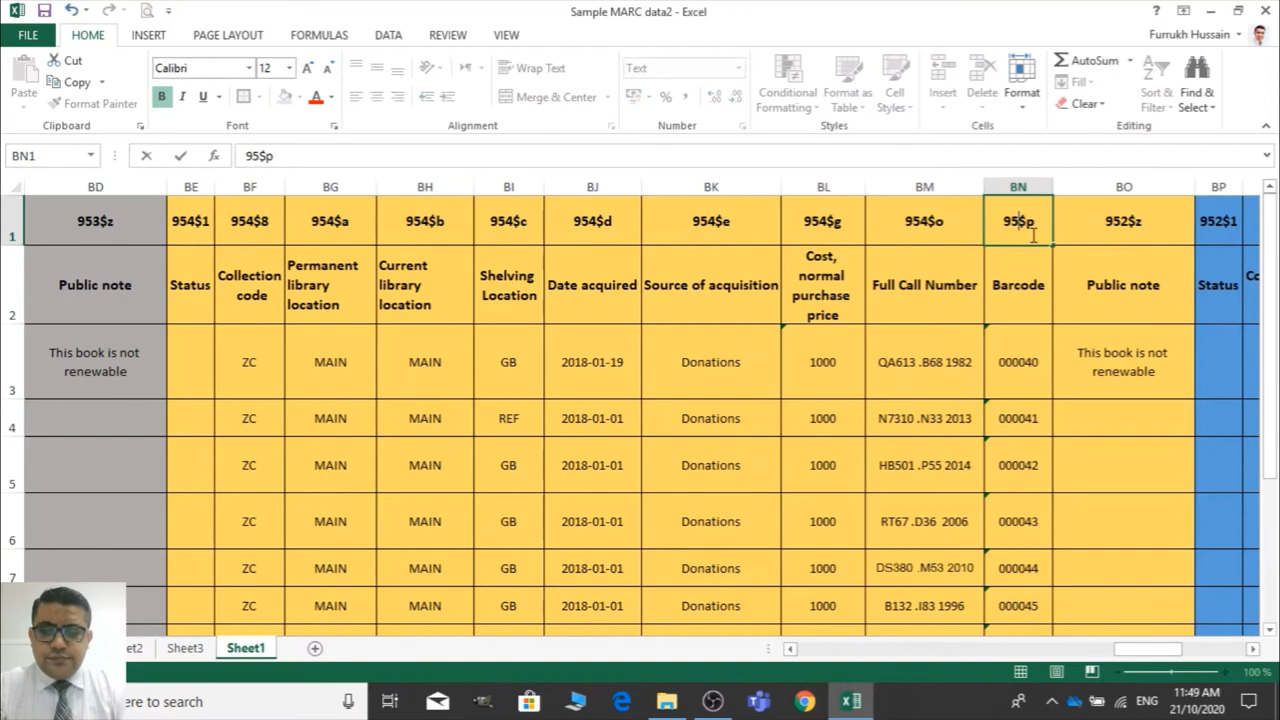 Sample MARC data2 - Excel
FILE HOME INSERT PAGE LAYOUT FORMULAS DATA REVIEW VIEW Furrukh Hussain
Cut
Copy
Format Painter
Paste
Clipboard
Calibri 12
B I U
Font
Wrap Text
Merge & Center
Alignment
Text
Number
Conditional Formatting
Format as Table
Cell Styles
Styles
Insert Delete Format
Cells
AutoSum
Fill
Clear
Sort & Filter
Find & Select
Editing
BN1 fx 95$p
BD BE BF BG BH BI BJ BK BL BM BN BO BP
1 953$z 954$1 954$8 954$a 954$b 954$c 954$d 954$e 954$g 954$o 95$p 952$z 952$1
2 Public note Status Collection code Permanent library location Current library location Shelving Location Date acquired Source of acquisition Cost, normal purchase price Full Call Number Barcode Public note Status Cc
3 This book is not renewable ZC MAIN MAIN GB 2018-01-19 Donations 1000 QA613 .B68 1982 000040 This book is not renewable
4 ZC MAIN MAIN REF 2018-01-01 Donations 1000 N7310 .N33 2013 000041
5 ZC MAIN MAIN GB 2018-01-01 Donations 1000 HB501 .P55 2014 000042
6 ZC MAIN MAIN GB 2018-01-01 Donations 1000 RT67 .D36 2006 000043
7 ZC MAIN MAIN GB 2018-01-01 Donations 1000 DS380 .M53 2010 000044
ZC MAIN MAIN GB 2018-01-01 Donations 1000 B132 .I83 1996 000045
et2 Sheet3 Sheet1
100 %
here to search
ENG
11:49 AM
21/10/2020